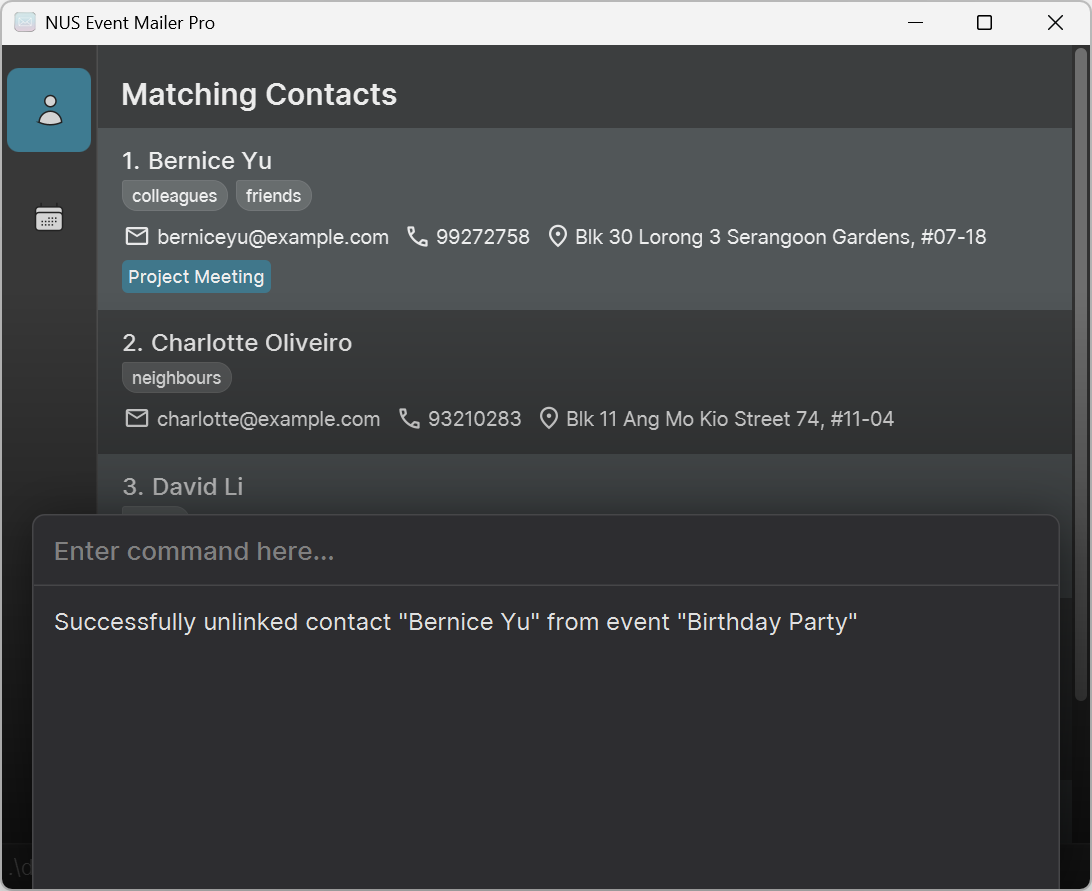 NUS Event Mailer Pro
Matching Contacts
1. Bernice Yu
colleagues friends
berniceyu@example.com 99272758 Blk 30 Lorong 3 Serangoon Gardens, #07-18
Project Meeting
2. Charlotte Oliveiro
neighbours
charlotte@example.com 93210283 Blk 11 Ang Mo Kio Street 74, #11-04
3. David Li
Enter command here...
Successfully unlinked contact "Bernice Yu" from event "Birthday Party"